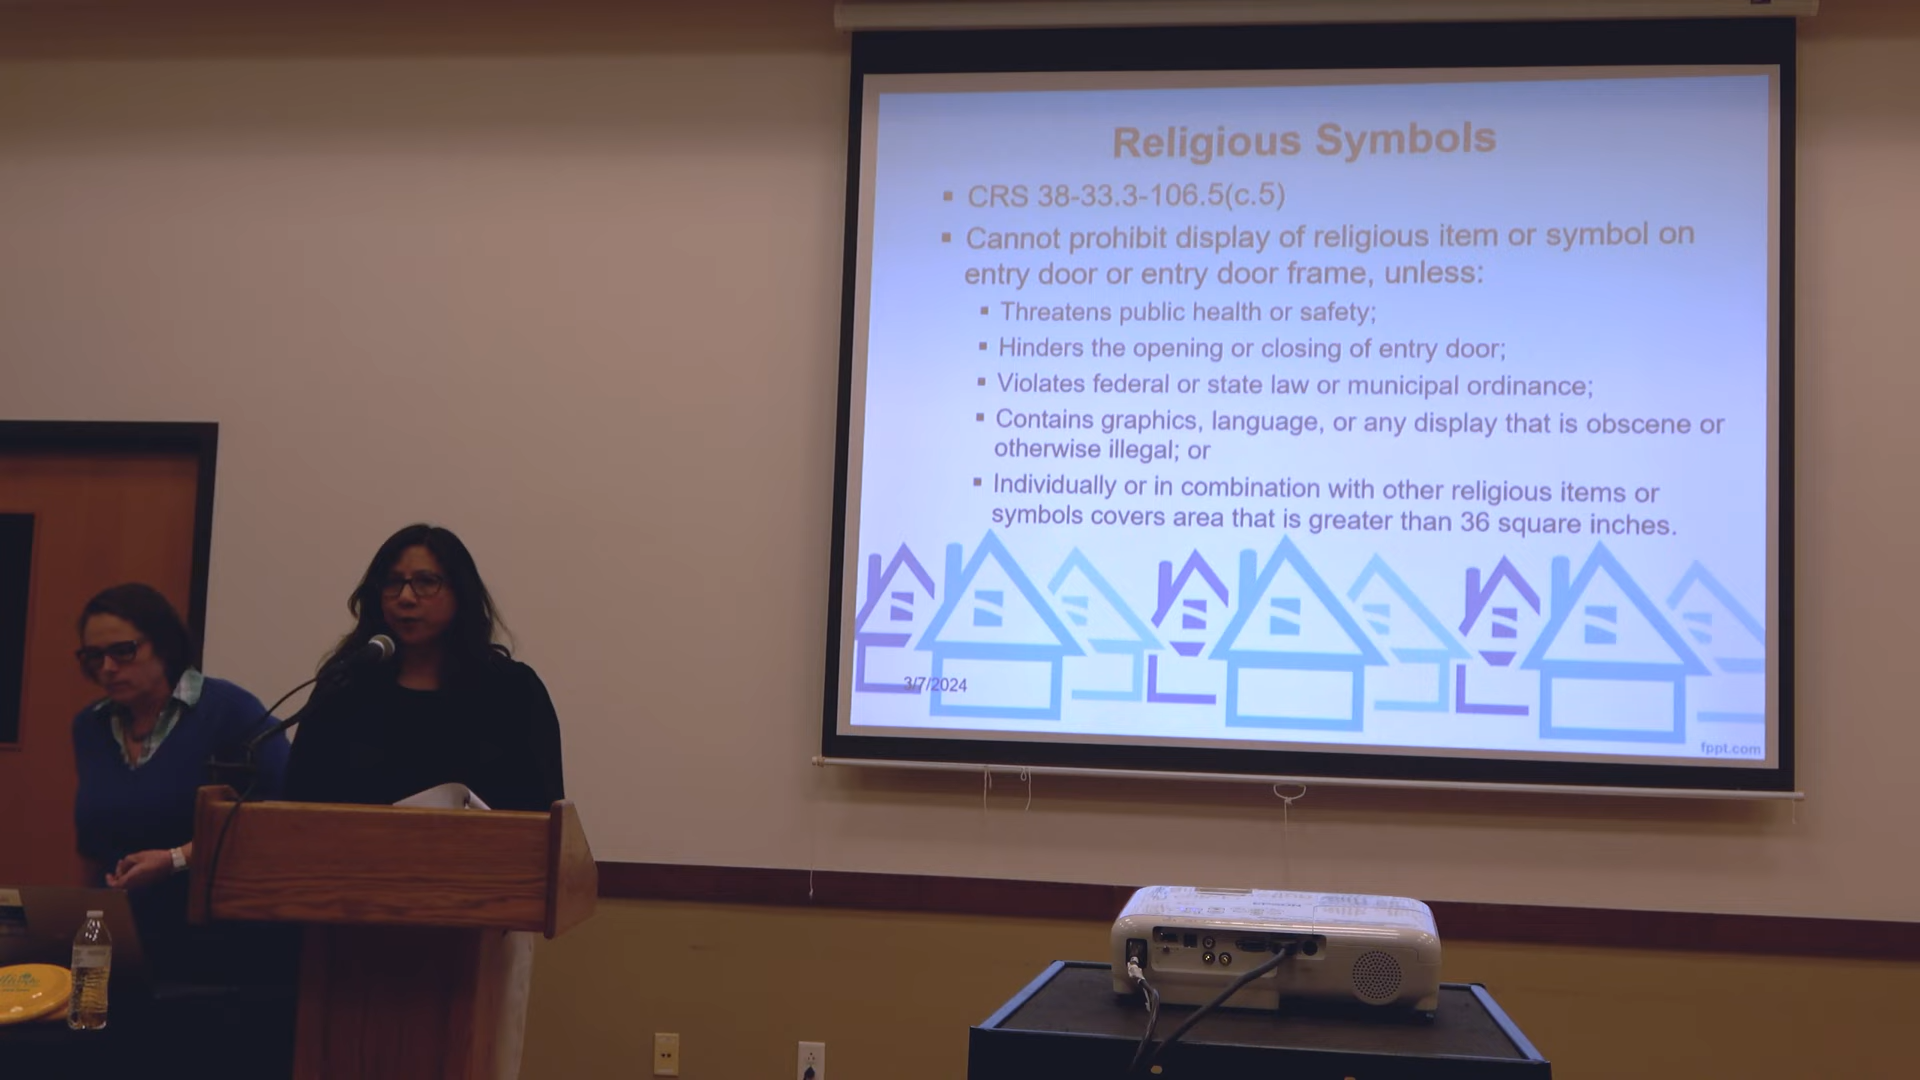 Religious Symbols
▪ CRS 38-33.3-106.5(c.5)
▪ Cannot prohibit display of religious item or symbol on
entry door or entry door frame, unless:
▪ Threatens public health or safety;
▪ Hinders the opening or closing of entry door;
▪ Violates federal or state law or municipal ordinance;
▪ Contains graphics, language, or any display that is obscene or
otherwise illegal; or
▪ Individually or in combination with other religious items or
symbols covers area that is greater than 36 square inches.
3/7/2024
fppt.com